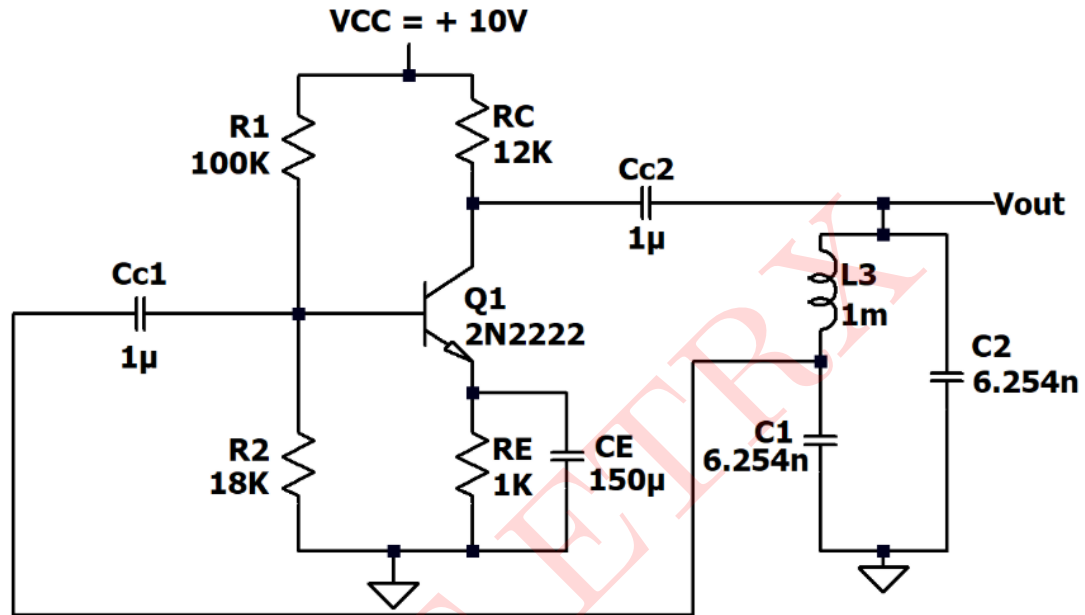 VCC = + 10V
R1
100K
RC
12K
Cc2
1µ
Vout
Cc1
1µ
Q1
2N2222
L3
1m
C2
6.254n
C1
6.254n
R2
18K
RE
1K
CE
150µ
ETRX